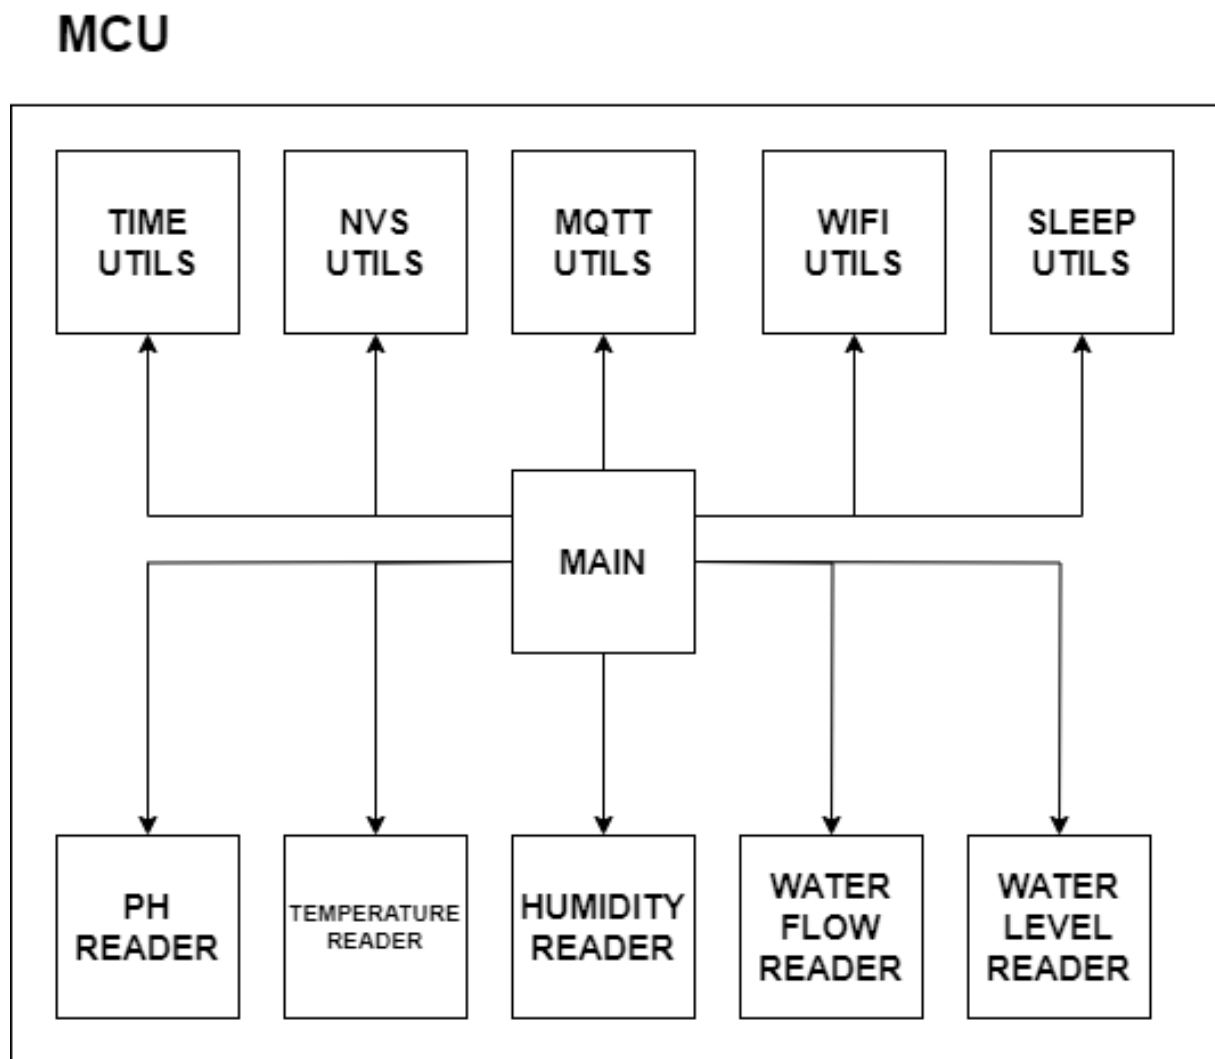 MCU
TIME
UTILS
NVS
UTILS
MQTT
UTILS
WIFI
UTILS
SLEEP
UTILS
MAIN
PH
READER
TEMPERATURE
READER
HUMIDITY
READER
WATER
FLOW
READER
WATER
LEVEL
READER